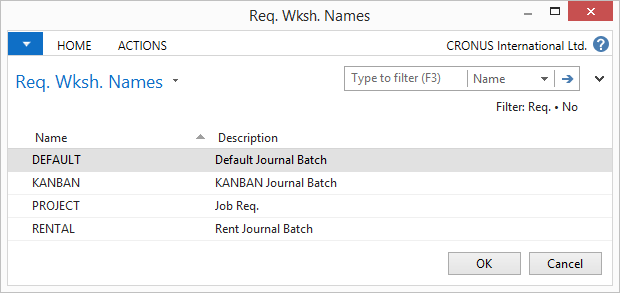 Req. Wksh. Names
HOME ACTIONS CRONUS International Ltd. ?
Req. Wksh. Names Type to filter (F3) Name
Filter: Req. • No
Name Description
DEFAULT Default Journal Batch
KANBAN KANBAN Journal Batch
PROJECT Job Req.
RENTAL Rent Journal Batch
OK Cancel